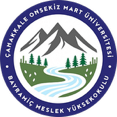 ÇANAKKALE ONSEKİZ MART ÜNİVERSİTESİ
BAYRAMİÇ MESLEK YÜKSEKOKULU